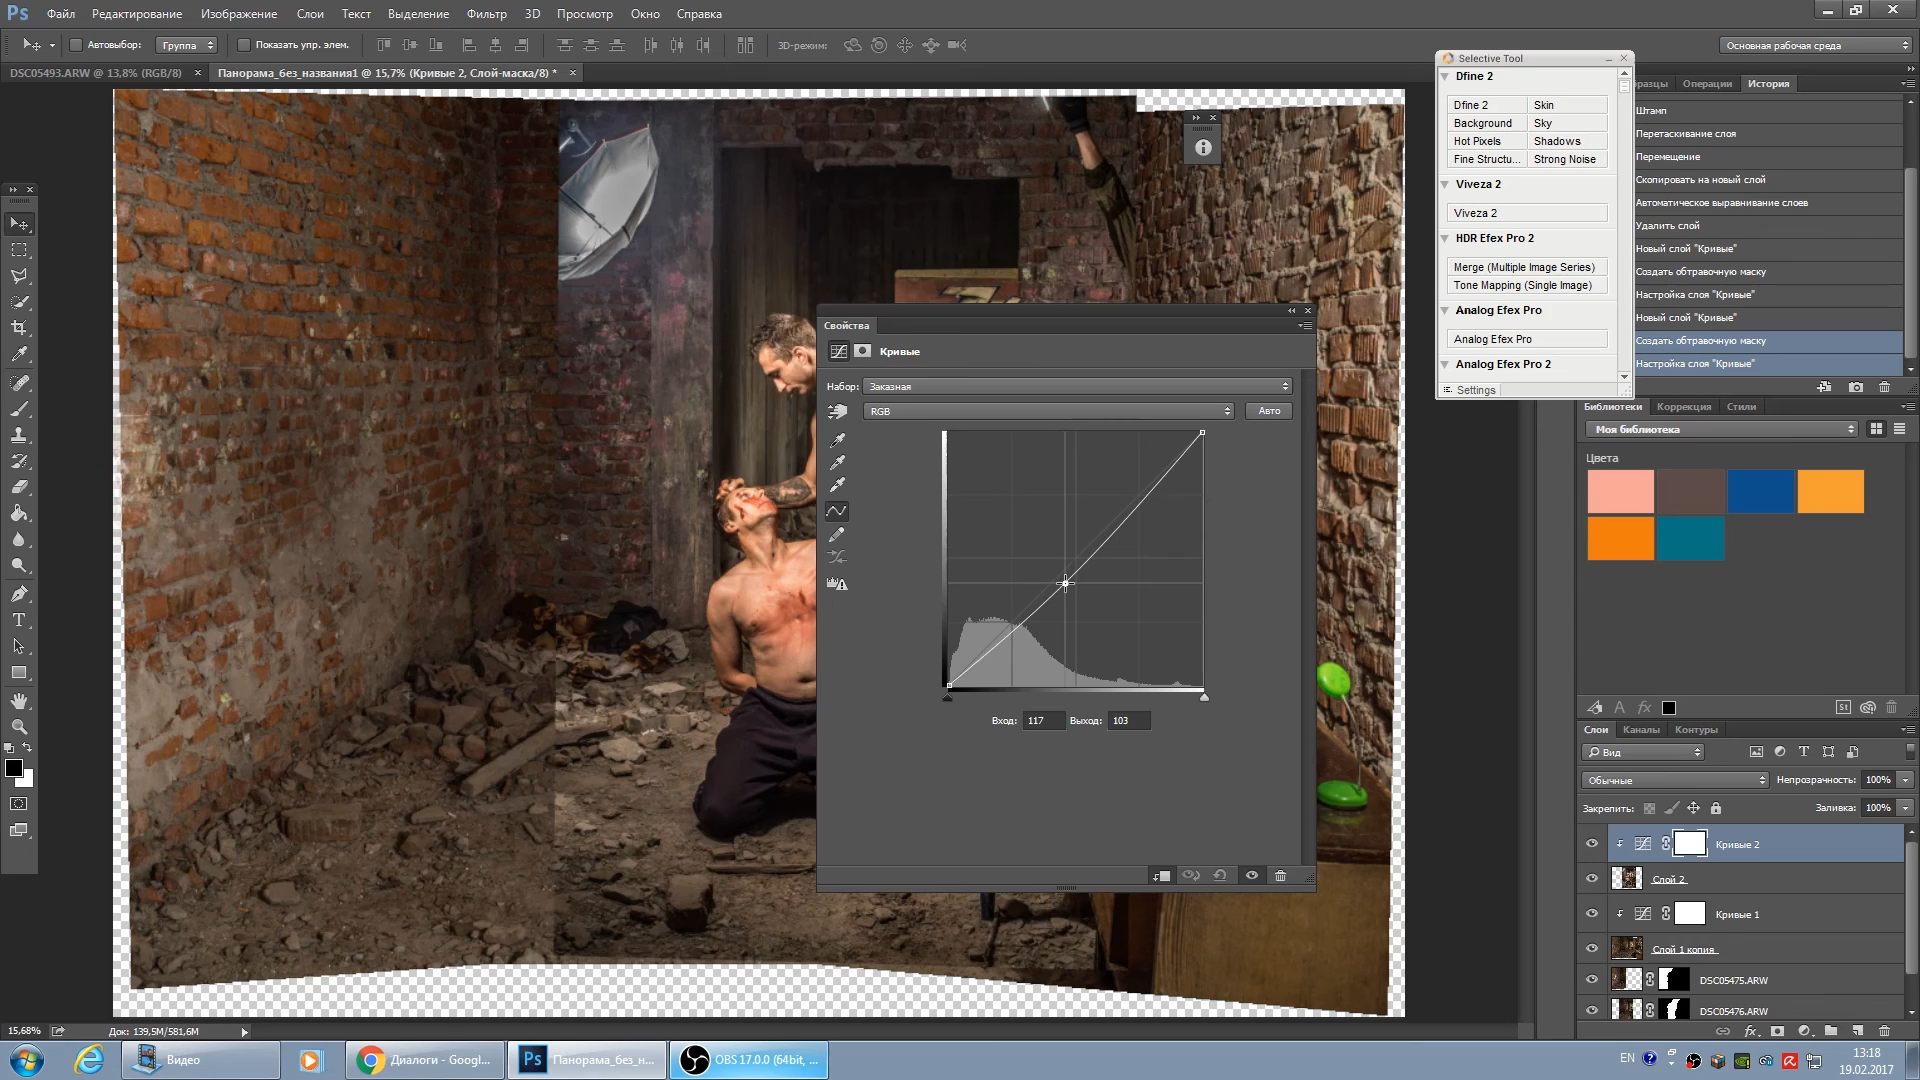 Ps Файл Редактирование Изображение Слои Текст Выделение Фильтр 3D Просмотр Окно Справка
Автовыбор: Группа Показать упр. элем. 3D-режим: Основная рабочая среда
DSC05493.ARW @ 13,8% (RGB/8) × Панорама_без_названия1 @ 15,7% (Кривые 2, Слой-маска/8) * ×
Selective Tool
Dfine 2
Dfine 2 Skin
Background Sky
Hot Pixels Shadows
Fine Structu... Strong Noise
Viveza 2
Viveza 2
HDR Efex Pro 2
Merge (Multiple Image Series)
Tone Mapping (Single Image)
Analog Efex Pro
Analog Efex Pro
Analog Efex Pro 2
Settings
разцы Операции История
Штамп
Перетаскивание слоя
Перемещение
Скопировать на новый слой
Автоматическое выравнивание слоев
Удалить слой
Новый слой "Кривые"
Создать обтравочную маску
Настройка слоя "Кривые"
Новый слой "Кривые"
Создать обтравочную маску
Настройка слоя "Кривые"
Свойства
Кривые
Набор: Заказная
RGB Авто
Вход: 117 Выход: 103
Библиотеки Коррекция Стили
Моя библиотека
Цвета
St
Слои Каналы Контуры
Вид
Обычные Непрозрачность: 100%
Закрепить: Заливка: 100%
Кривые 2
Слой 2
Кривые 1
Слой 1 копия
DSC05475.ARW
DSC05476.ARW
15,68% Док: 139,5M/581,6M
Видео Диалоги - Googl... Ps Панорама_без_н... OBS 17.0.0 (64bit, ...
EN 13:18
19.02.2017